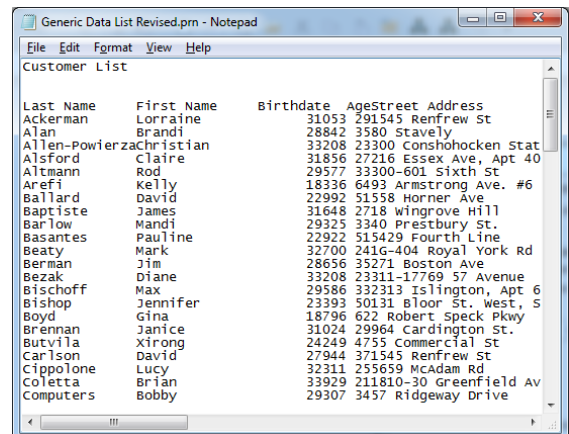 Generic Data List Revised.prn - Notepad
File Edit Format View Help
Customer List
Last Name First Name Birthdate AgeStreet Address
Ackerman Lorraine 31053 291545 Renfrew St
Alan Brandi 28842 3580 Stavely
Allen-PowierzaChristian 33208 23300 Conshohocken Stat
Alsford Claire 31856 27216 Essex Ave, Apt 40
Altmann Rod 29577 33300-601 Sixth St
Arefi Kelly 18336 6493 Armstrong Ave. #6
Ballard David 22992 51558 Horner Ave
Baptiste James 31648 2718 Wingrove Hill
Barlow Mandi 29325 3340 Prestbury St.
Basantes Pauline 22922 515429 Fourth Line
Beaty Mark 32700 241G-404 Royal York Rd
Berman Jim 28656 35271 Boston Ave
Bezak Diane 33208 23311-17769 57 Avenue
Bischoff Max 29586 332313 Islington, Apt 6
Bishop Jennifer 23393 50131 Bloor St. West, S
Boyd Gina 18796 622 Robert Speck Pkwy
Brennan Janice 31024 29964 Cardington St.
Butvila Xirong 24249 4755 Commercial St
Carlson David 27944 371545 Renfrew St
Cippolone Lucy 32311 255659 McAdam Rd
Coletta Brian 33929 211810-30 Greenfield Av
Computers Bobby 29307 3457 Ridgeway Drive